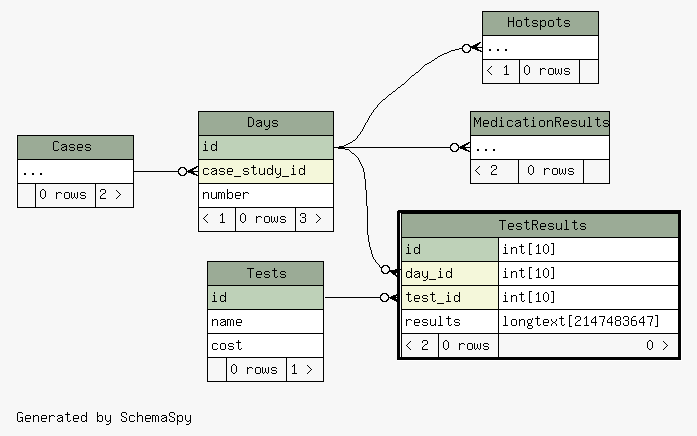 Hotspots
...
< 1 0 rows
Days
id
case_study_id
number
< 1 0 rows 3 >
MedicationResults
...
< 2 0 rows
Cases
...
0 rows 2 >
TestResults
id int[10]
day_id int[10]
test_id int[10]
results longtext[2147483647]
< 2 0 rows 0 >
Tests
id
name
cost
0 rows 1 >
Generated by SchemaSpy